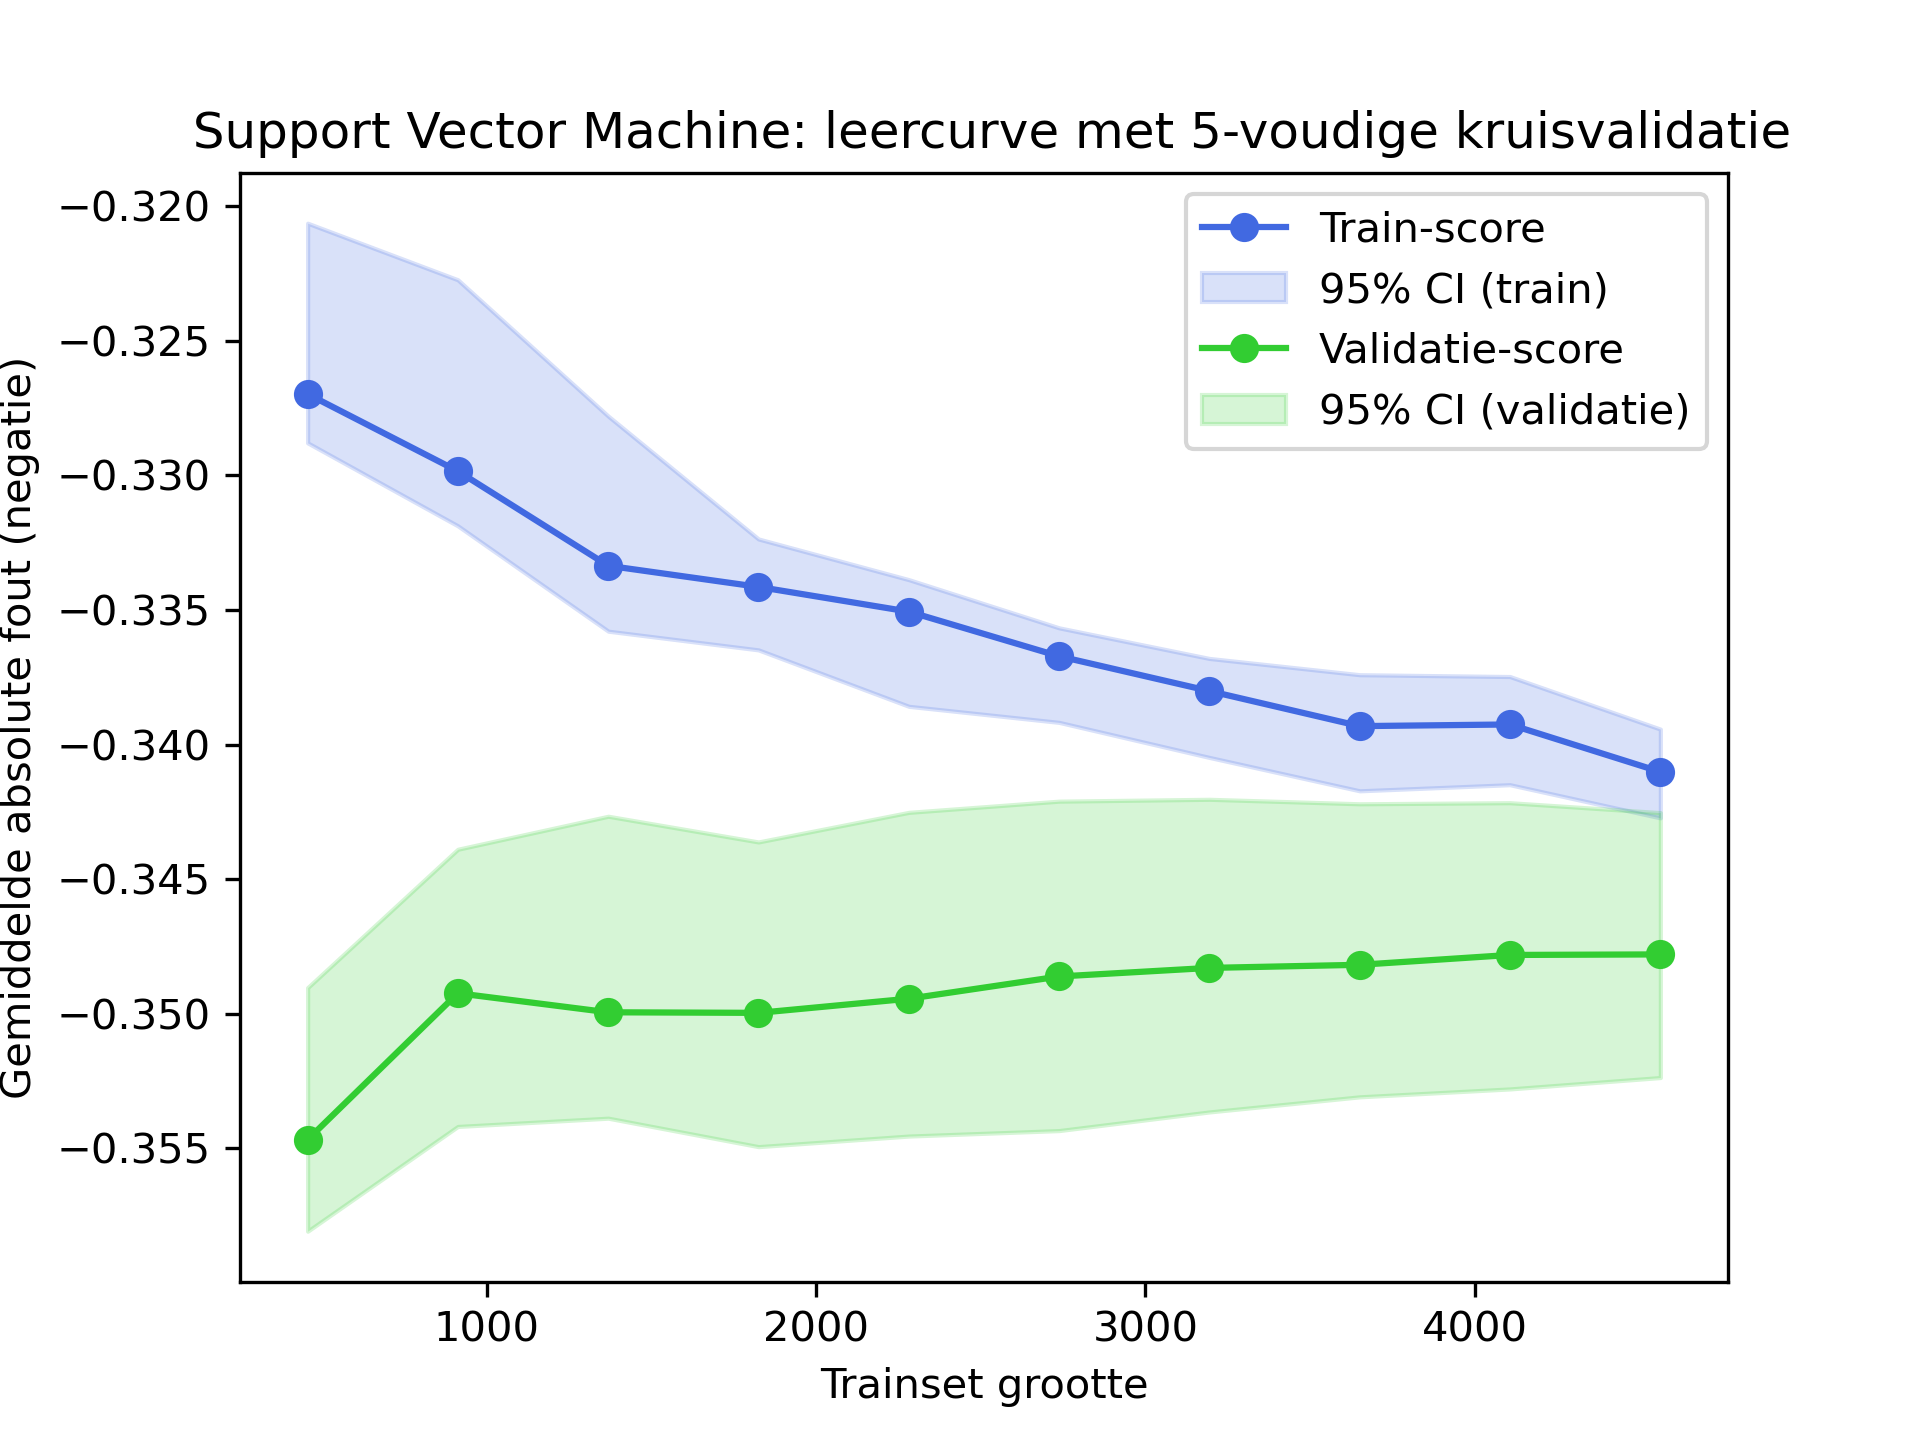 Support Vector Machine: leercurve met 5-voudige kruisvalidatie
Gemiddelde absolute fout (negatie)
−0.320
−0.325
−0.330
−0.335
−0.340
−0.345
−0.350
−0.355
Train-score
95% CI (train)
Validatie-score
95% CI (validatie)
1000
2000
3000
4000
Trainset grootte